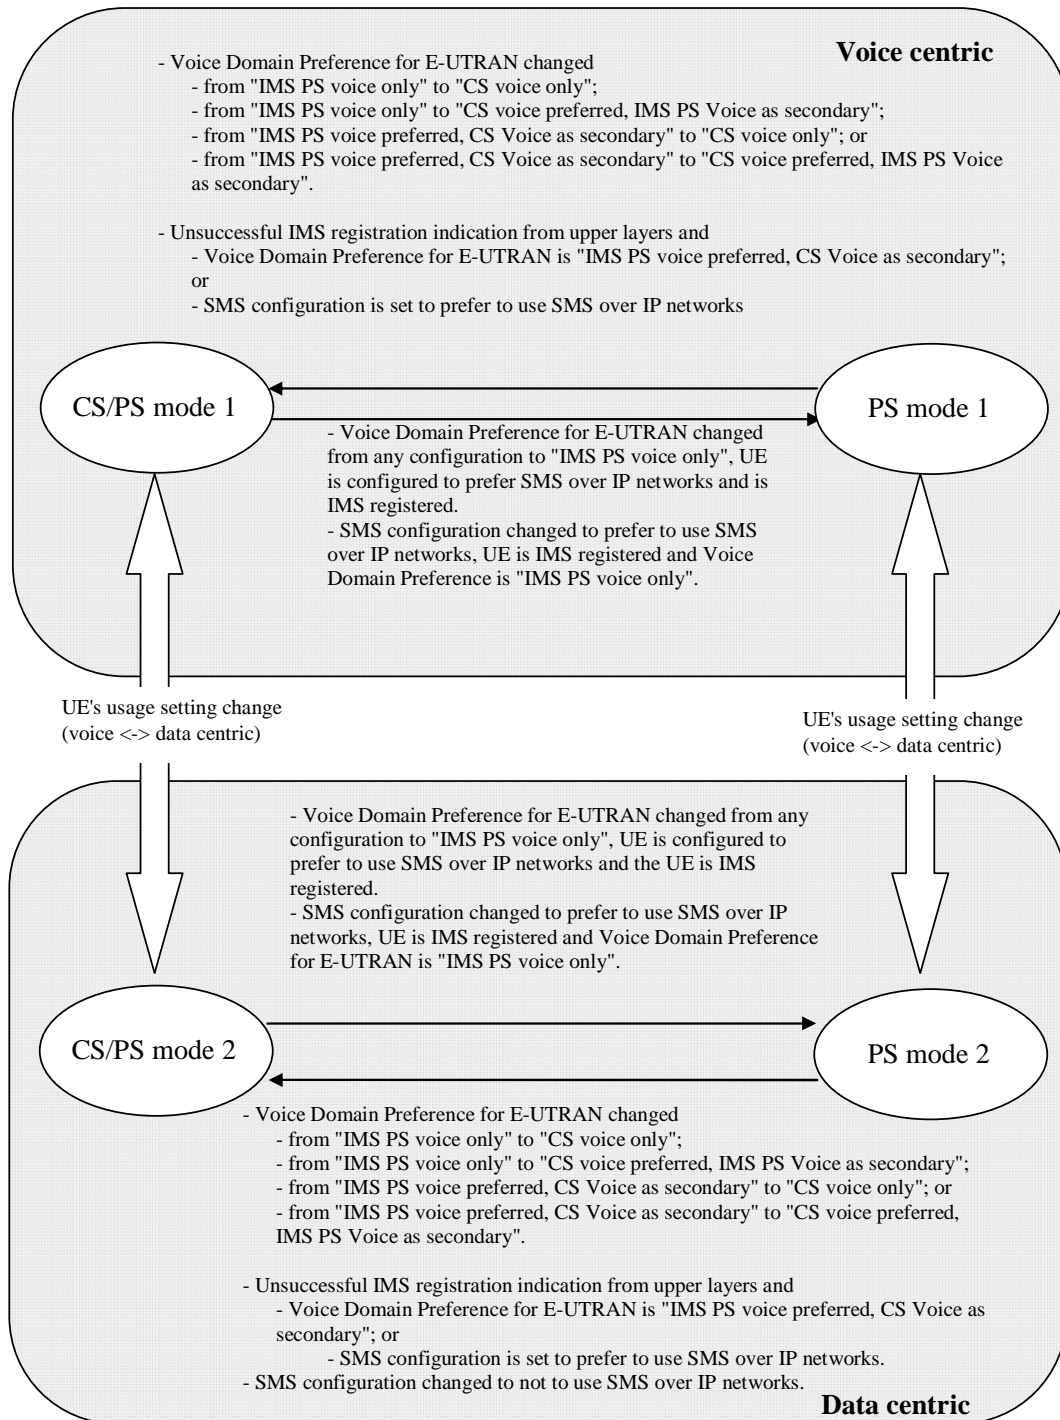 Voice centric
- Voice Domain Preference for E-UTRAN changed
- from "IMS PS voice only" to "CS voice only";
- from "IMS PS voice only" to "CS voice preferred, IMS PS Voice as secondary";
- from "IMS PS voice preferred, CS Voice as secondary" to "CS voice only"; or
- from "IMS PS voice preferred, CS Voice as secondary" to "CS voice preferred, IMS PS Voice
as secondary".
- Unsuccessful IMS registration indication from upper layers and
- Voice Domain Preference for E-UTRAN is "IMS PS voice preferred, CS Voice as secondary";
or
- SMS configuration is set to prefer to use SMS over IP networks
CS/PS mode 1
PS mode 1
- Voice Domain Preference for E-UTRAN changed
from any configuration to "IMS PS voice only", UE
is configured to prefer SMS over IP networks and is
IMS registered.
- SMS configuration changed to prefer to use SMS
over IP networks, UE is IMS registered and Voice
Domain Preference is "IMS PS voice only".
UE's usage setting change
(voice <-> data centric)
UE's usage setting change
(voice <-> data centric)
- Voice Domain Preference for E-UTRAN changed from any
configuration to "IMS PS voice only", UE is configured to
prefer to use SMS over IP networks and the UE is IMS
registered.
- SMS configuration changed to prefer to use SMS over IP
networks, UE is IMS registered and Voice Domain Preference
for E-UTRAN is "IMS PS voice only".
CS/PS mode 2
PS mode 2
- Voice Domain Preference for E-UTRAN changed
- from "IMS PS voice only" to "CS voice only";
- from "IMS PS voice only" to "CS voice preferred, IMS PS Voice as secondary";
- from "IMS PS voice preferred, CS Voice as secondary" to "CS voice only"; or
- from "IMS PS voice preferred, CS Voice as secondary" to "CS voice preferred,
IMS PS Voice as secondary".
- Unsuccessful IMS registration indication from upper layers and
- Voice Domain Preference for E-UTRAN is "IMS PS voice preferred, CS Voice as
secondary"; or
- SMS configuration is set to prefer to use SMS over IP networks.
- SMS configuration changed to not to use SMS over IP networks.
Data centric